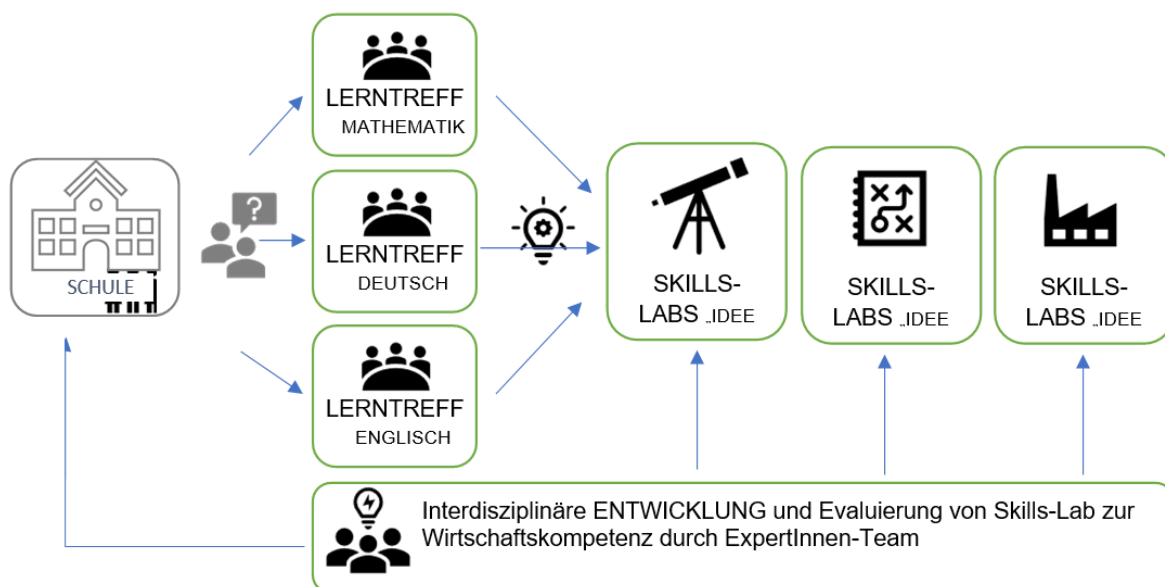 SCHULE
?
LERNTREFF
MATHEMATIK
LERNTREFF
DEUTSCH
LERNTREFF
ENGLISCH
SKILLS-
LABS „IDEE
SKILLS-
LABS „IDEE
SKILLS-
LABS „IDEE
Interdisziplinäre ENTWICKLUNG und Evaluierung von Skills-Lab zur
Wirtschaftskompetenz durch ExpertInnen-Team